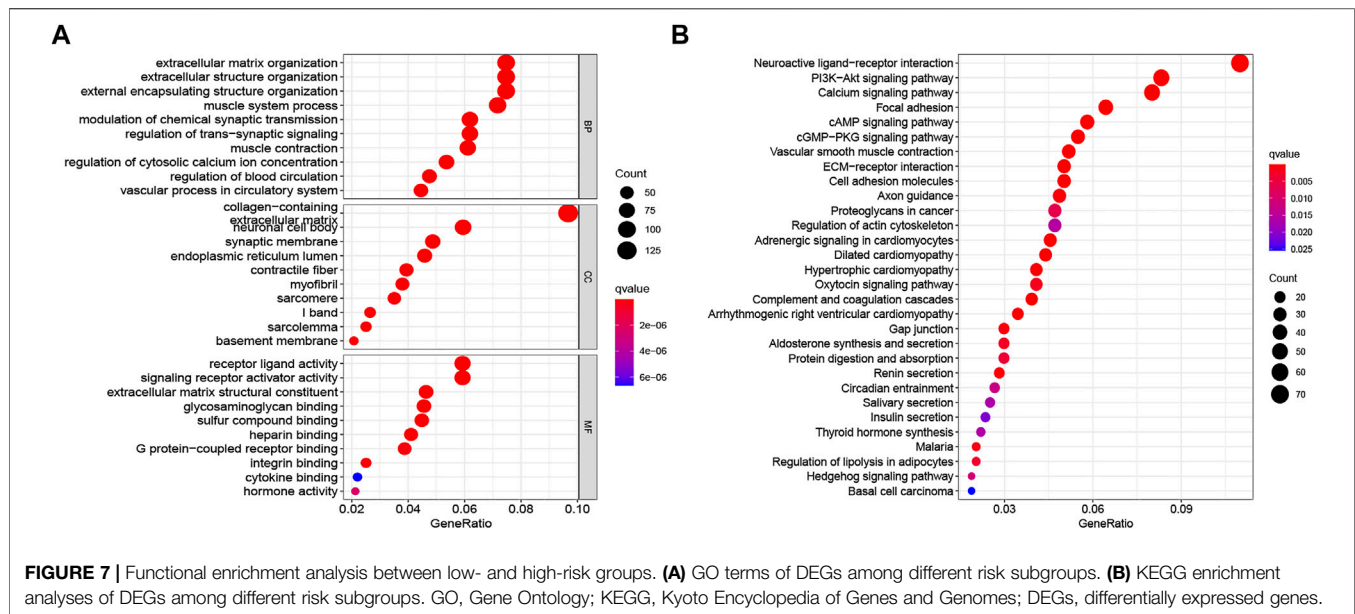 A
extracellular matrix organization
extracellular structure organization
external encapsulating structure organization
muscle system process
modulation of chemical synaptic transmission
regulation of trans−synaptic signaling
muscle contraction
regulation of cytosolic calcium ion concentration
regulation of blood circulation
vascular process in circulatory system
BP
collagen−containing
extracellular matrix
neuronal cell body
synaptic membrane
endoplasmic reticulum lumen
contractile fiber
myofibril
sarcomere
I band
sarcolemma
basement membrane
CC
receptor ligand activity
signaling receptor activator activity
extracellular matrix structural constituent
glycosaminoglycan binding
sulfur compound binding
heparin binding
G protein−coupled receptor binding
integrin binding
cytokine binding
hormone activity
MF
0.02 0.04 0.06 0.08 0.10
GeneRatio
Count
50
75
100
125
qvalue
2e−06
4e−06
6e−06
B
Neuroactive ligand−receptor interaction
PI3K−Akt signaling pathway
Calcium signaling pathway
Focal adhesion
cAMP signaling pathway
cGMP−PKG signaling pathway
Vascular smooth muscle contraction
ECM−receptor interaction
Cell adhesion molecules
Axon guidance
Proteoglycans in cancer
Regulation of actin cytoskeleton
Adrenergic signaling in cardiomyocytes
Dilated cardiomyopathy
Hypertrophic cardiomyopathy
Oxytocin signaling pathway
Complement and coagulation cascades
Arrhythmogenic right ventricular cardiomyopathy
Gap junction
Aldosterone synthesis and secretion
Protein digestion and absorption
Renin secretion
Circadian entrainment
Salivary secretion
Insulin secretion
Thyroid hormone synthesis
Malaria
Regulation of lipolysis in adipocytes
Hedgehog signaling pathway
Basal cell carcinoma
0.03 0.06 0.09
GeneRatio
qvalue
0.005
0.010
0.015
0.020
0.025
Count
20
30
40
50
60
70
FIGURE 7 | Functional enrichment analysis between low- and high-risk groups. (A) GO terms of DEGs among different risk subgroups. (B) KEGG enrichment
analyses of DEGs among different risk subgroups. GO, Gene Ontology; KEGG, Kyoto Encyclopedia of Genes and Genomes; DEGs, differentially expressed genes.